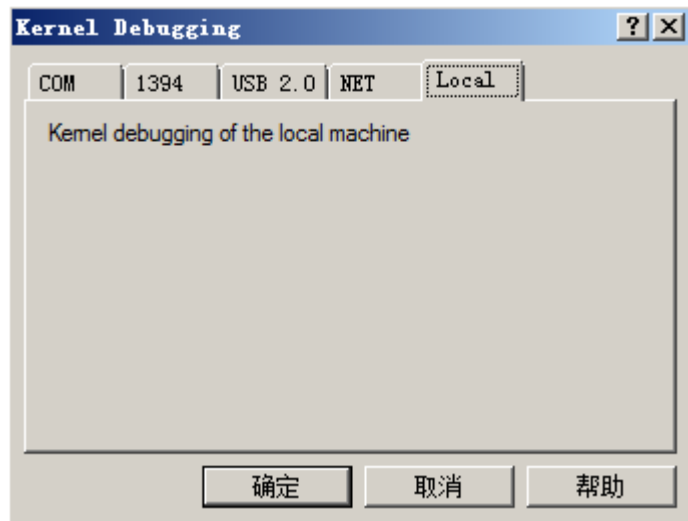 Kernel Debugging
COM 1394 USB 2.0 NET Local
Kernel debugging of the local machine
确定 取消 帮助